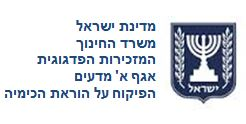 מדינת ישראל
משרד החינוך
המזכירות הפדגוגית
אגף א' מדעים
הפיקוח על הוראת הכימיה
ישראל